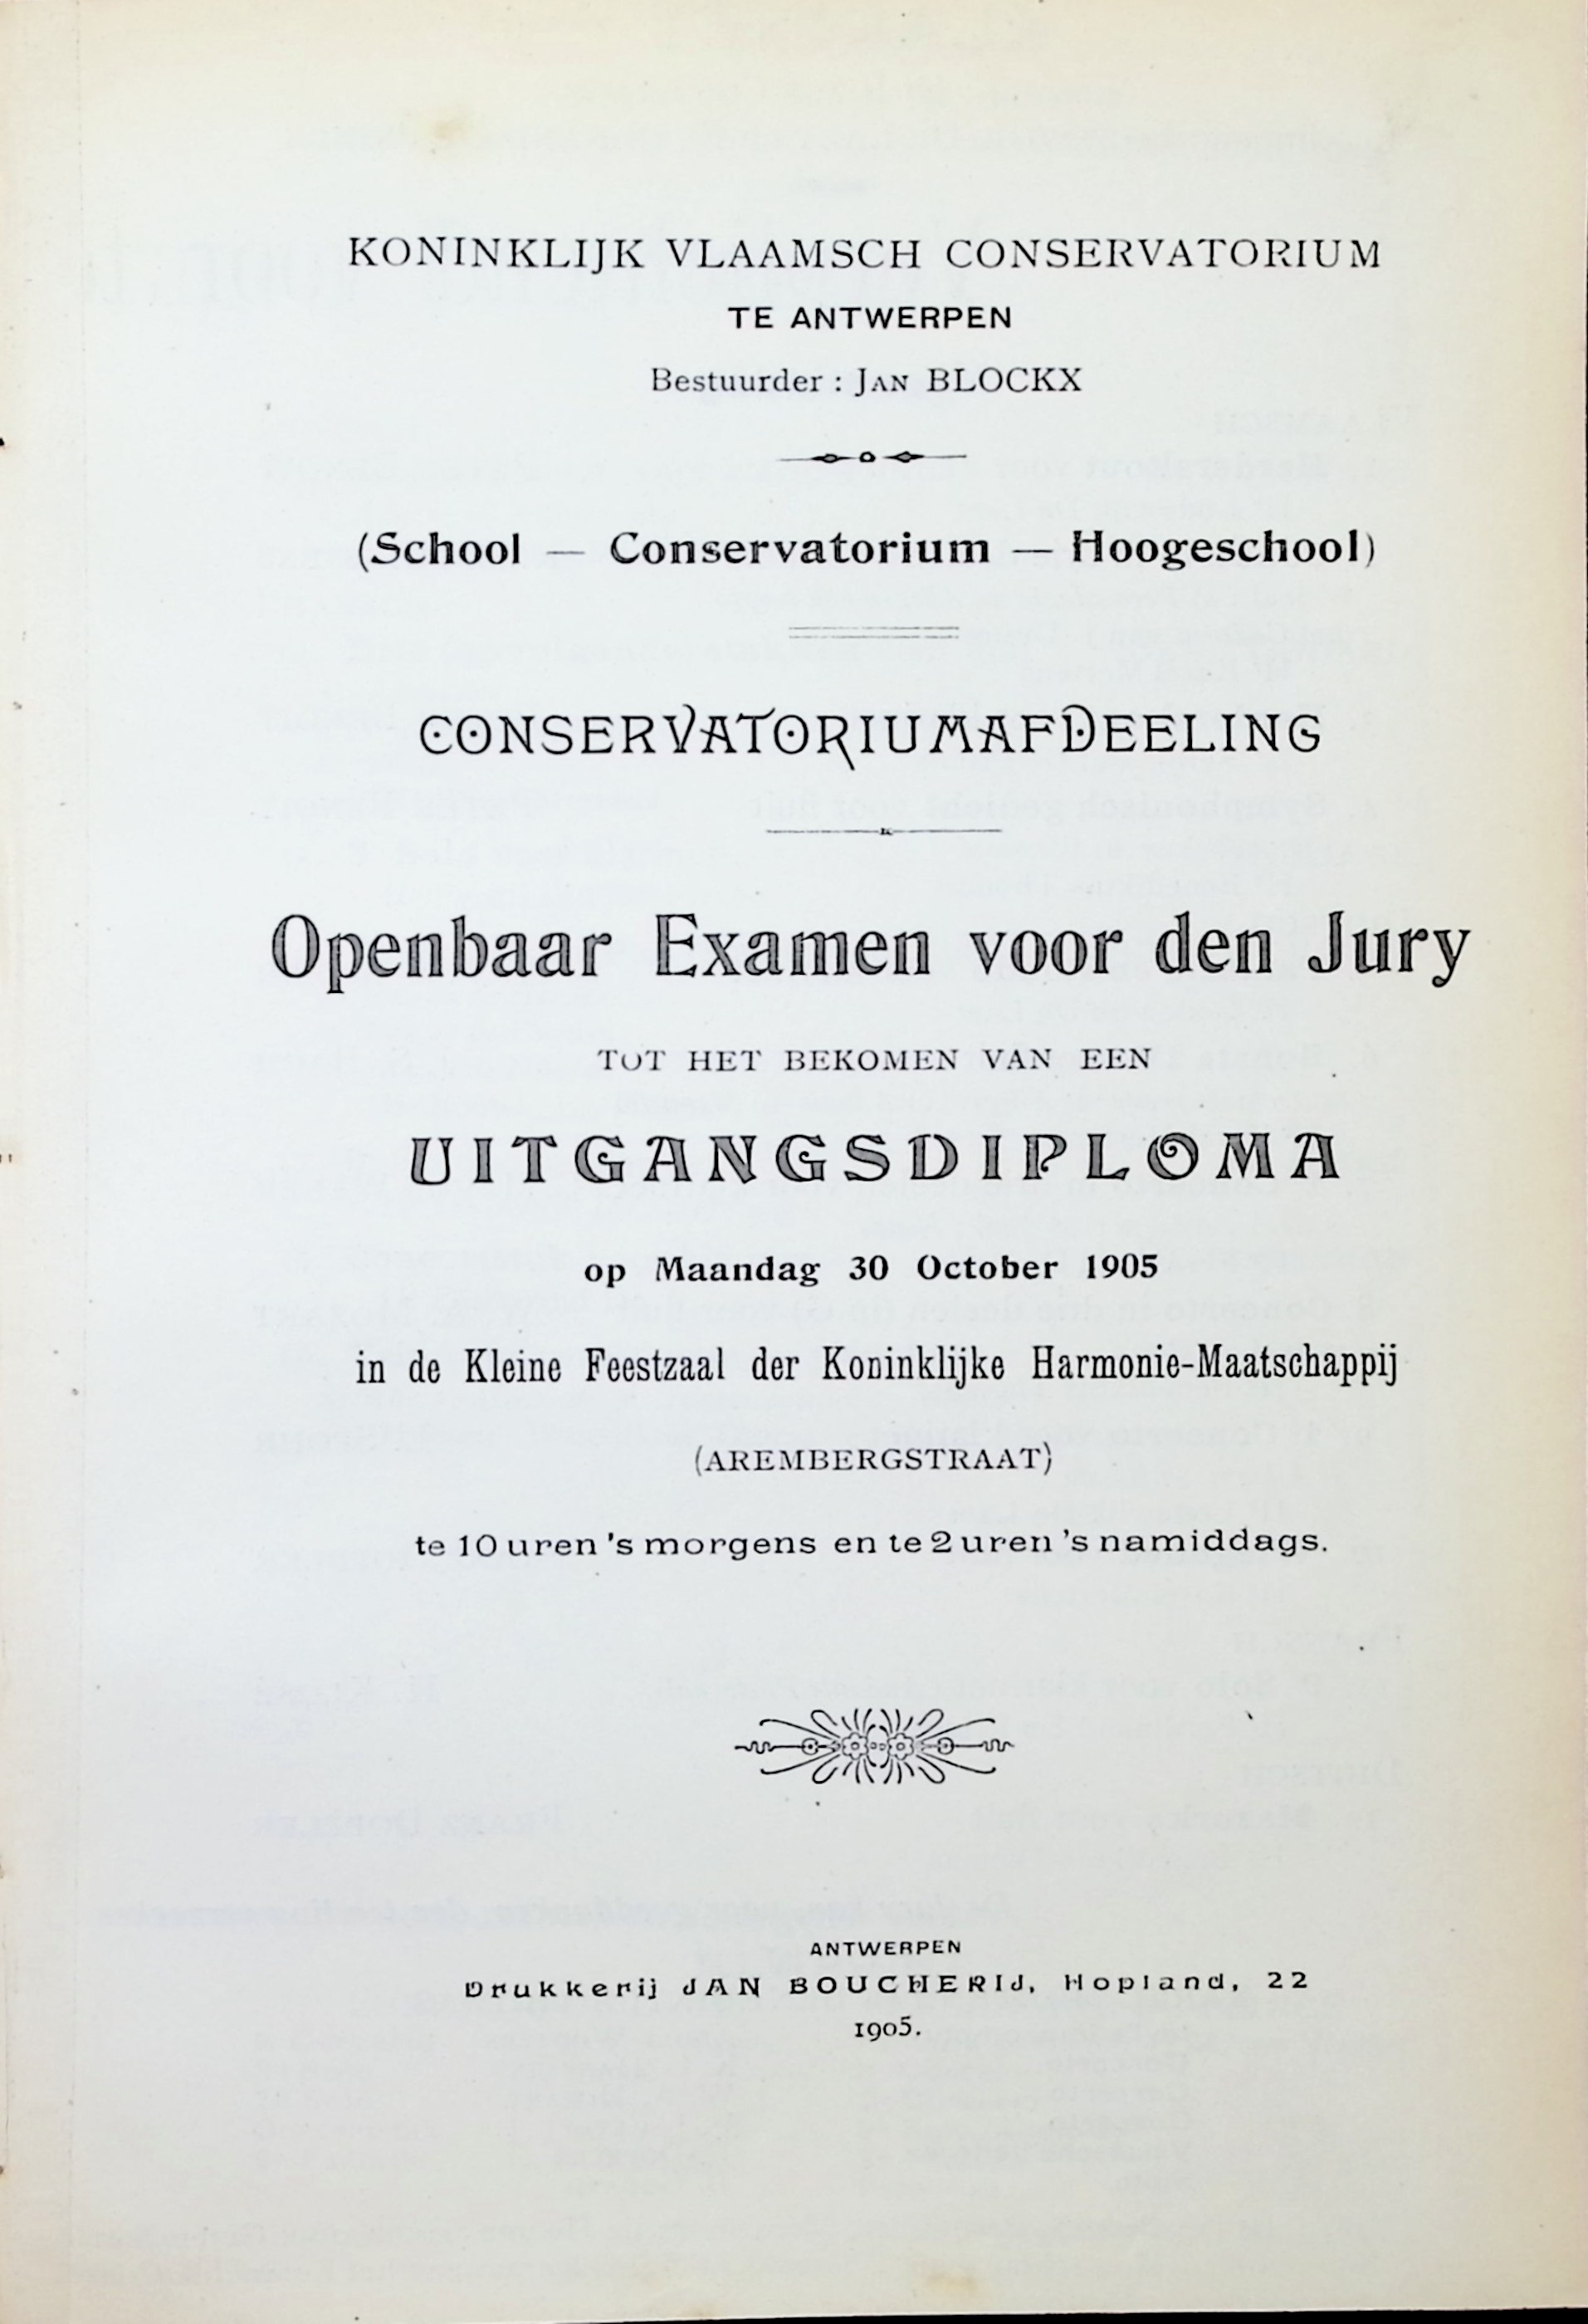 KONINKLIJK VLAAMSCH CONSERVATORIUM
TE ANTWERPEN
Bestuurder : JAN BLOCKX
(School — Conservatorium — Hoogeschool)
CONSERVATORIUMAFDEELING
Openbaar Examen voor den Jury
TOT HET BEKOMEN VAN EEN
UITGANGSDIPLOMA
op Maandag 30 October 1905
in de Kleine Feestzaal der Koninklijke Harmonie-Maatschappij
(AREMBERGSTRAAT)
te 10 uren 's morgens en te 2 uren 's namiddags.
ANTWERPEN
Drukkerij JAN BOUCHERIJ, Hopland, 22
1905.